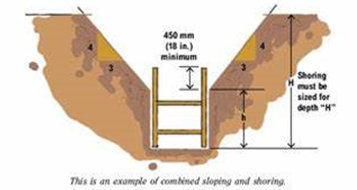 450 mm
(18 in.)
minimum
4
3
4
3
H
h
Shoring
must be
sized for
depth "H"
This is an example of combined sloping and shoring.